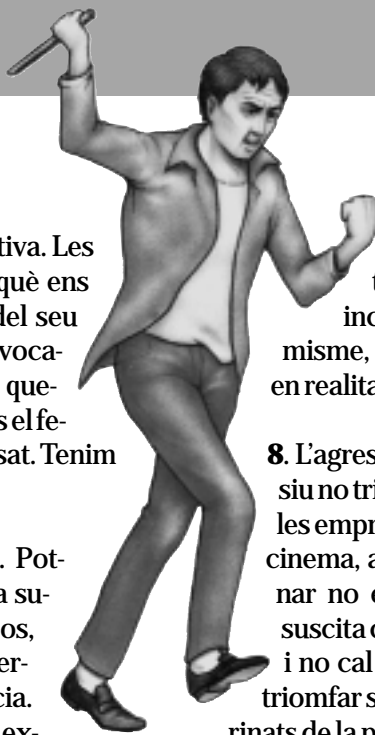 tiva. Les
què ens
del seu
voca-
que-
s el fe-
sat. Tenim
. Pot-
a su-
os,
er-
cia.
ex-
t
inc
misme,
en realita
8. L'agres
siu no tri
les empr
cinema, a
nar no e
suscita c
i no cal
triomfar s
rinats de la p